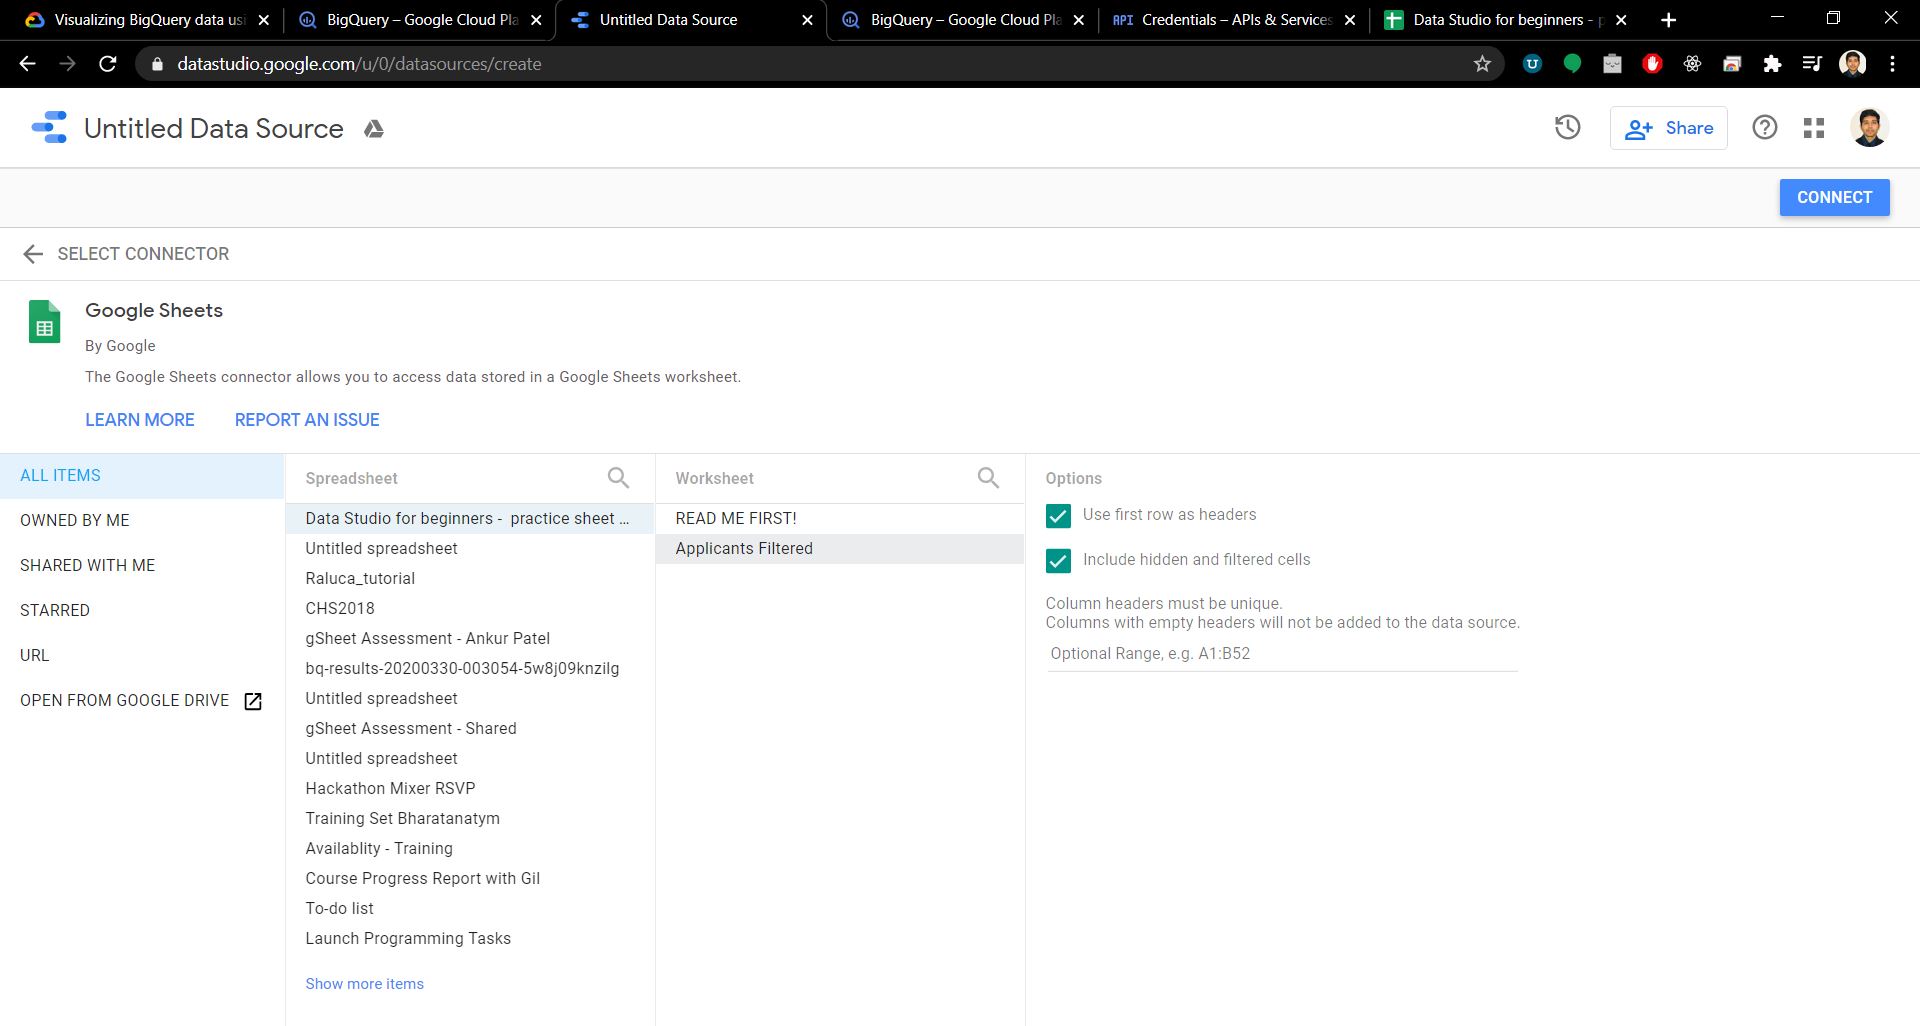 Visualizing BigQuery data usi
BigQuery – Google Cloud Pla
Untitled Data Source
BigQuery – Google Cloud Pla
API Credentials – APIs & Services
Data Studio for beginners - p
datastudio.google.com/u/0/datasources/create
Untitled Data Source
Share
CONNECT
SELECT CONNECTOR
Google Sheets
By Google
The Google Sheets connector allows you to access data stored in a Google Sheets worksheet.
LEARN MORE
REPORT AN ISSUE
ALL ITEMS
OWNED BY ME
SHARED WITH ME
STARRED
URL
OPEN FROM GOOGLE DRIVE
Spreadsheet
Data Studio for beginners - practice sheet ...
Untitled spreadsheet
Raluca_tutorial
CHS2018
gSheet Assessment - Ankur Patel
bq-results-20200330-003054-5w8j09knzilg
Untitled spreadsheet
gSheet Assessment - Shared
Untitled spreadsheet
Hackathon Mixer RSVP
Training Set Bharatanatym
Availablity - Training
Course Progress Report with Gil
To-do list
Launch Programming Tasks
Show more items
Worksheet
READ ME FIRST!
Applicants Filtered
Options
Use first row as headers
Include hidden and filtered cells
Column headers must be unique.
Columns with empty headers will not be added to the data source.
Optional Range, e.g. A1:B52